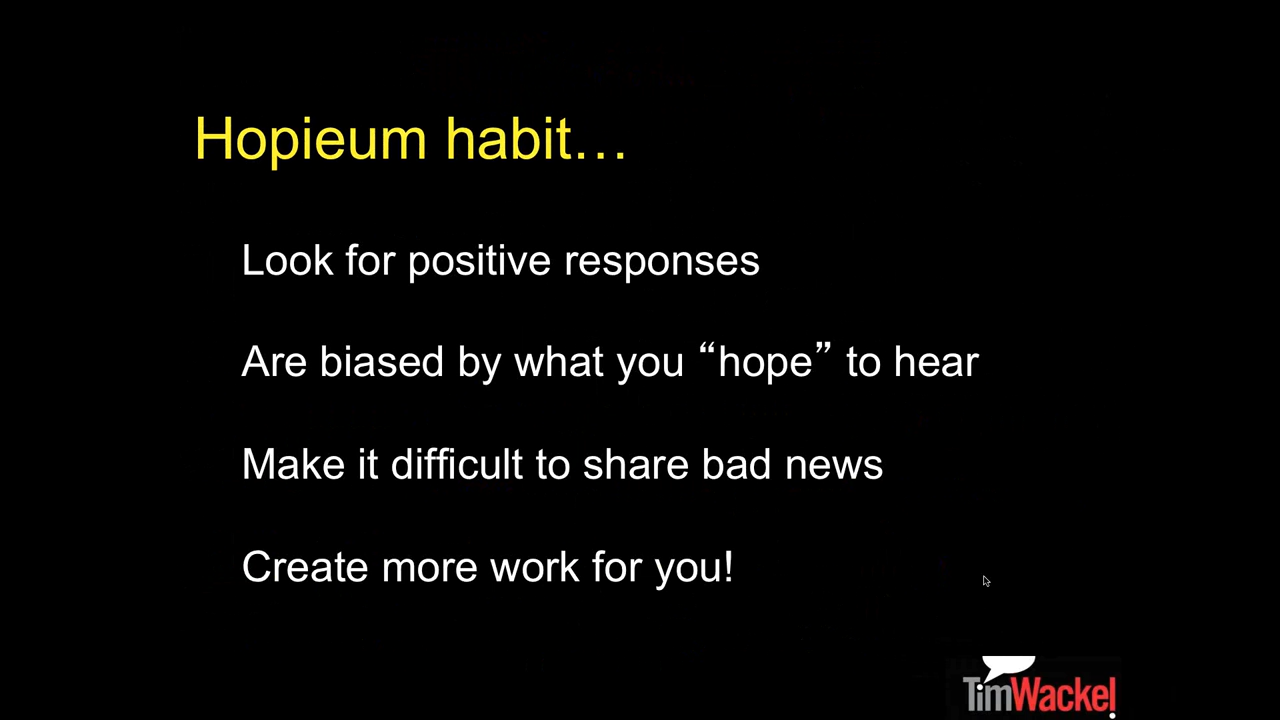 Hopieum habit…
Look for positive responses
Are biased by what you “hope” to hear
Make it difficult to share bad news
Create more work for you!
TimWackel